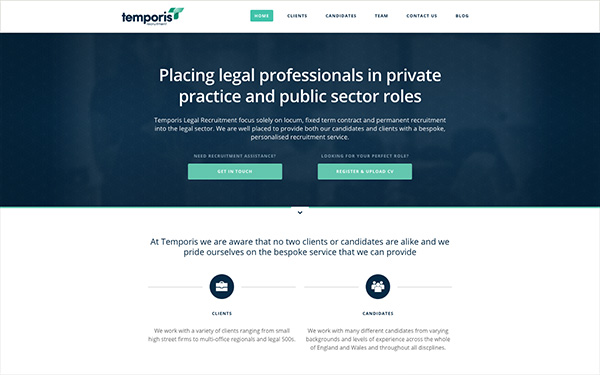 temporis
recruitment
HOME CLIENTS CANDIDATES TEAM CONTACT US BLOG
Placing legal professionals in private
practice and public sector roles
Temporis Legal Recruitment focus solely on locum, fixed term contract and permanent recruitment
into the legal sector. We are well placed to provide both our candidates and clients with a bespoke,
personalised recruitment service.
NEED RECRUITMENT ASSISTANCE? LOOKING FOR YOUR PERFECT ROLE?
GET IN TOUCH REGISTER & UPLOAD CV
At Temporis we are aware that no two clients or candidates are alike and we
pride ourselves on the bespoke service that we can provide
CLIENTS
We work with a variety of clients ranging from small
high street firms to multi-office regionals and legal 500s.
CANDIDATES
We work with many different candidates from varying
backgrounds and levels of experience across the whole
of England and Wales and throughout all discplines.